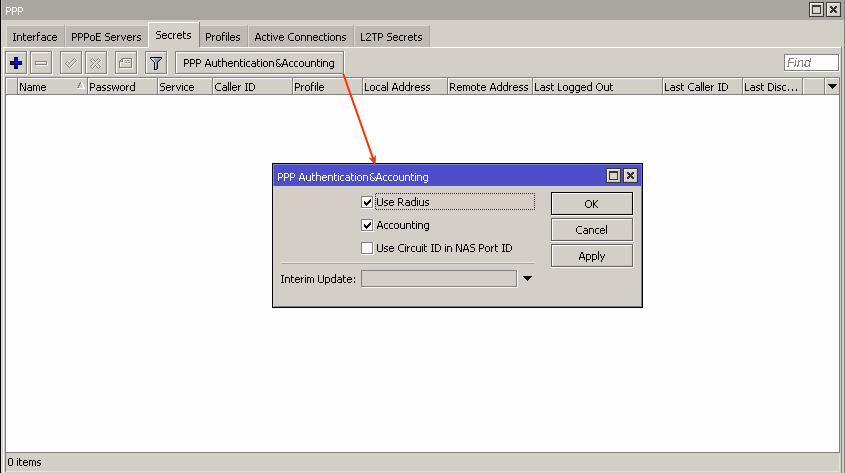 PPP
Interface PPPoE Servers Secrets Profiles Active Connections L2TP Secrets
PPP Authentication&Accounting Find
Name Password Service Caller ID Profile Local Address Remote Address Last Logged Out Last Caller ID Last Disc...
PPP Authentication&Accounting
Use Radius OK
Accounting Cancel
Use Circuit ID in NAS Port ID Apply
Interim Update:
0 items